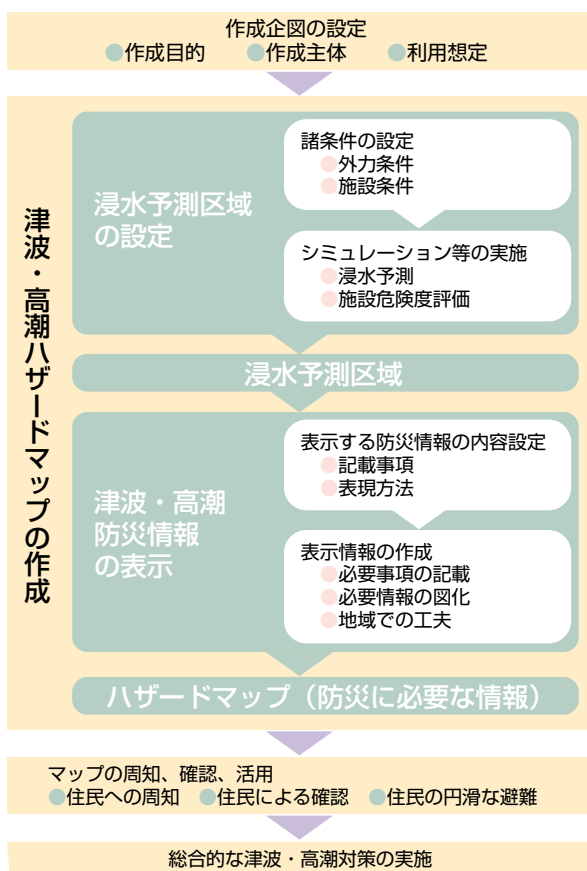 作成企図の設定
●作成目的 ●作成主体 ●利用想定
津波・高潮ハザードマップの作成
浸水予測区域
の設定
諸条件の設定
●外力条件
●施設条件
シミュレーション等の実施
●浸水予測
●施設危険度評価
浸水予測区域
津波・高潮
防災情報
の表示
表示する防災情報の内容設定
●記載事項
●表現方法
表示情報の作成
●必要事項の記載
●必要情報の図化
●地域での工夫
ハザードマップ（防災に必要な情報）
マップの周知、確認、活用
●住民への周知 ●住民による確認 ●住民の円滑な避難
総合的な津波・高潮対策の実施